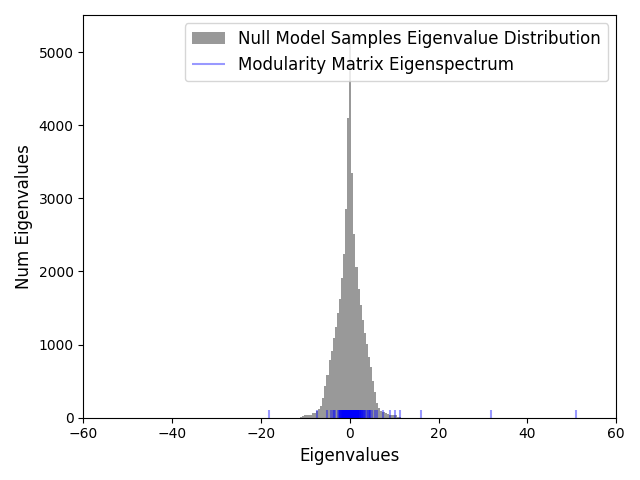 Null Model Samples Eigenvalue Distribution
Modularity Matrix Eigenspectrum
Num Eigenvalues
5000
4000
3000
2000
1000
0
−60 −40 −20 0 20 40 60
Eigenvalues